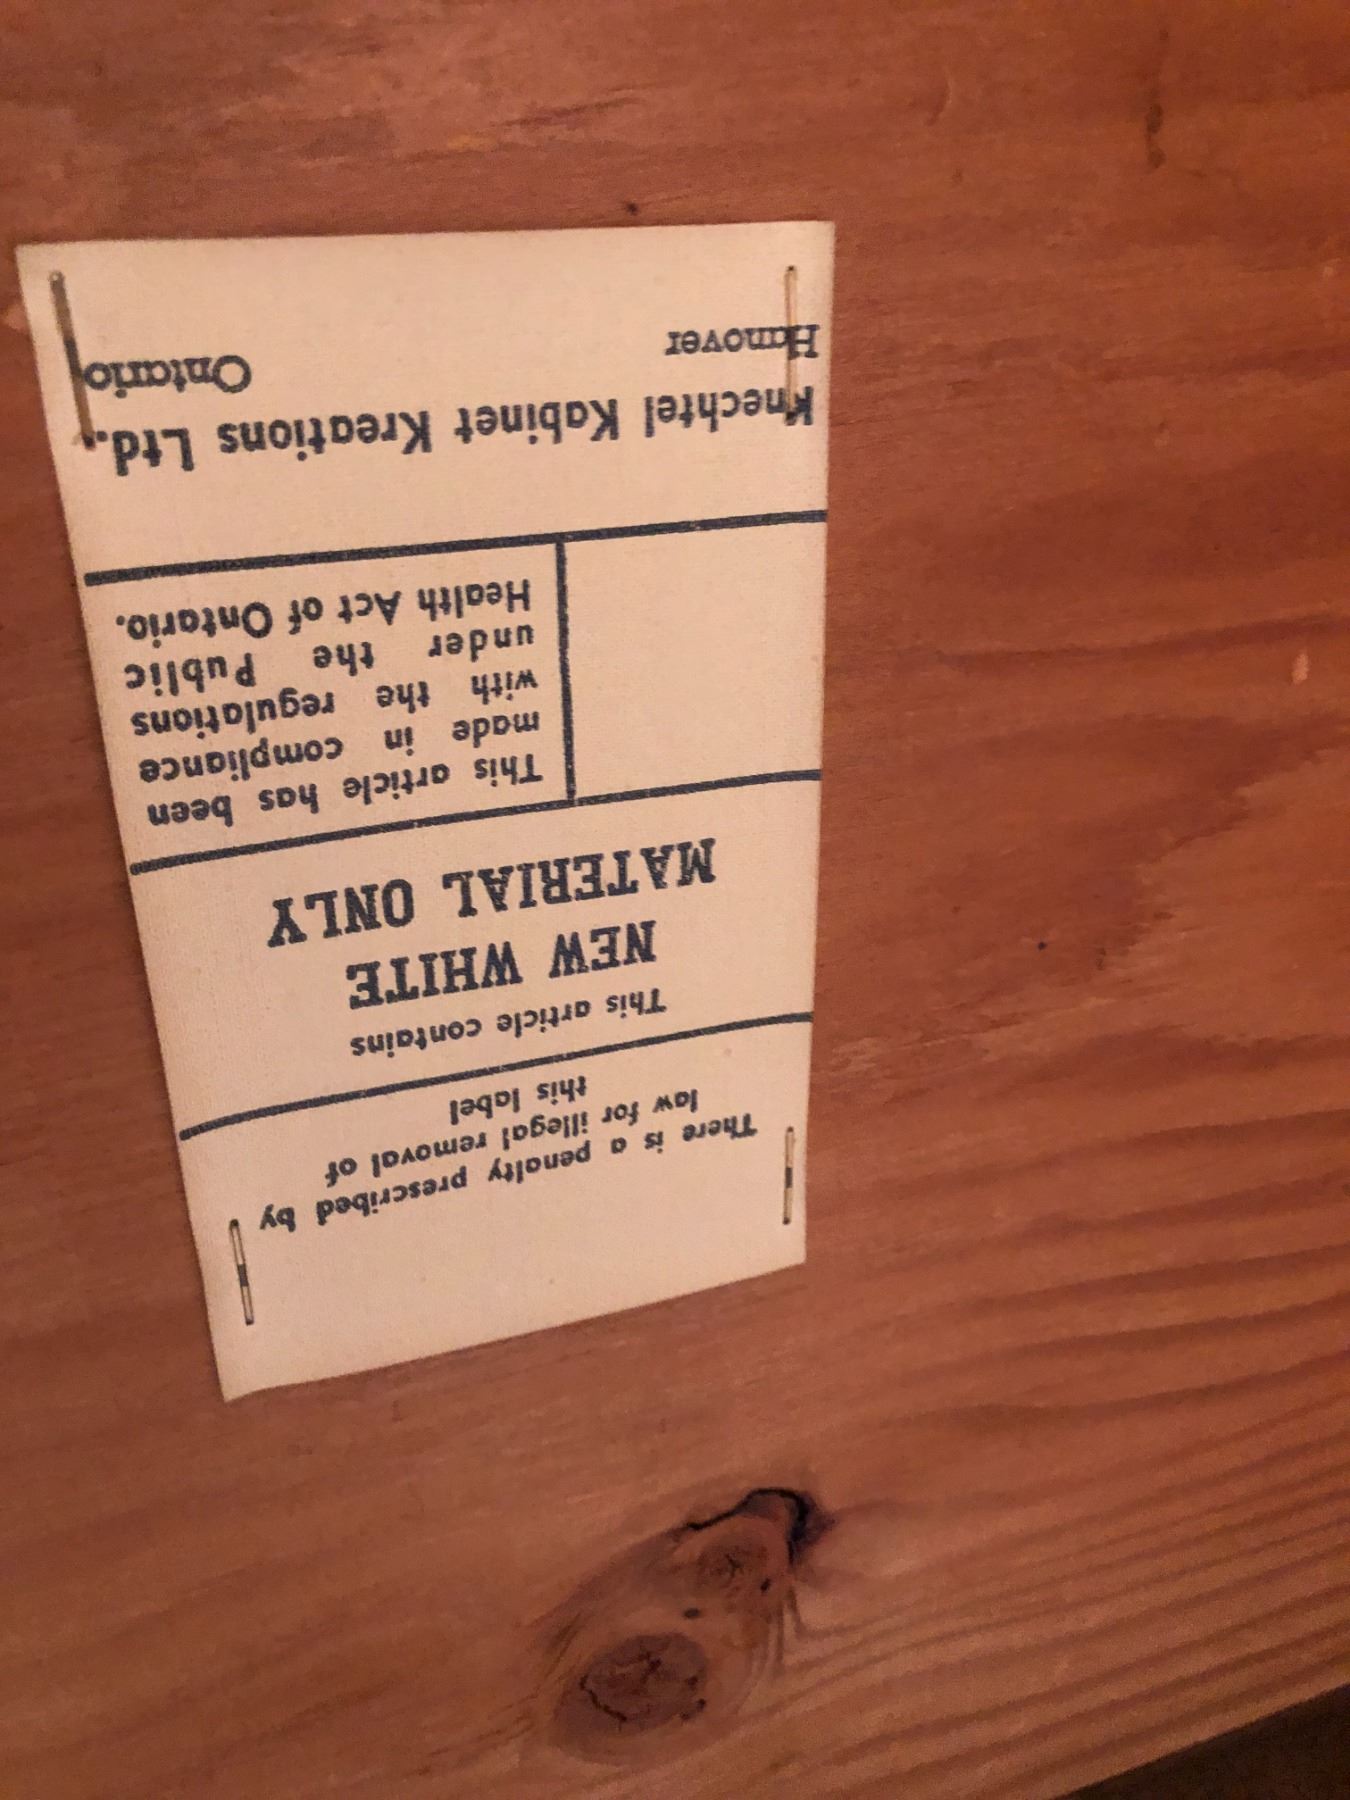 There is a penalty prescribed by
law for illegal removal of
this label
This article contains
NEW WHITE
MATERIAL ONLY
This article has been
made in compliance
with the regulations
under the Public
Health Act of Ontario.
Knechtel Kabinet Kreations Ltd.
Hanover Ontario